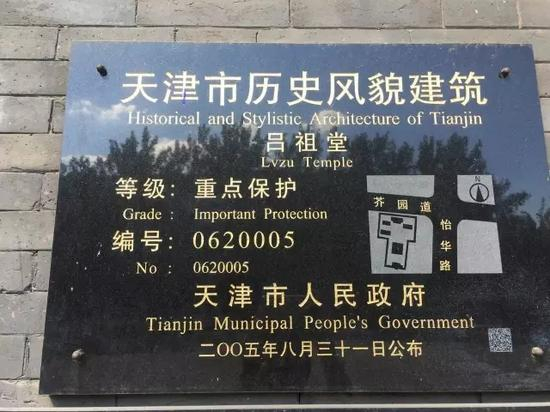 天津市历史风貌建筑
Historical and Stylistic Architecture of Tianjin
吕祖堂
Lvzu Temple
等级：重点保护
Grade : Important Protection
编号：0620005
No : 0620005
N
芥园道
怡华路
天津市人民政府
Tianjin Municipal People's Government
二〇〇五年八月三十一日公布